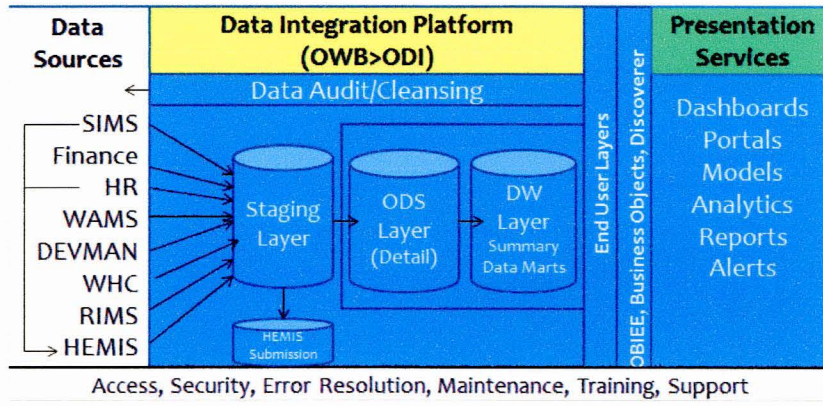 Data
Sources
Data Integration Platform
(OWB>ODI)
Presentation
Services
Data Audit/Cleansing
SIMS
Finance
HR
WAMS
DEVMAN
WHC
RIMS
HEMIS
Staging
Layer
ODS
Layer
(Detail)
DW
Layer
Summary
Data Marts
HEMIS
Submission
End User Layers
OBIEE, Business Objects, Discoverer
Dashboards
Portals
Models
Analytics
Reports
Alerts
Access, Security, Error Resolution, Maintenance, Training, Support